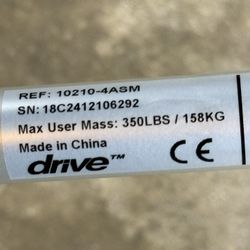 REF: 10210-4ASM
SN: 18C2412106292
Max User Mass: 350LBS / 158KG
Made in China
drive™ CE